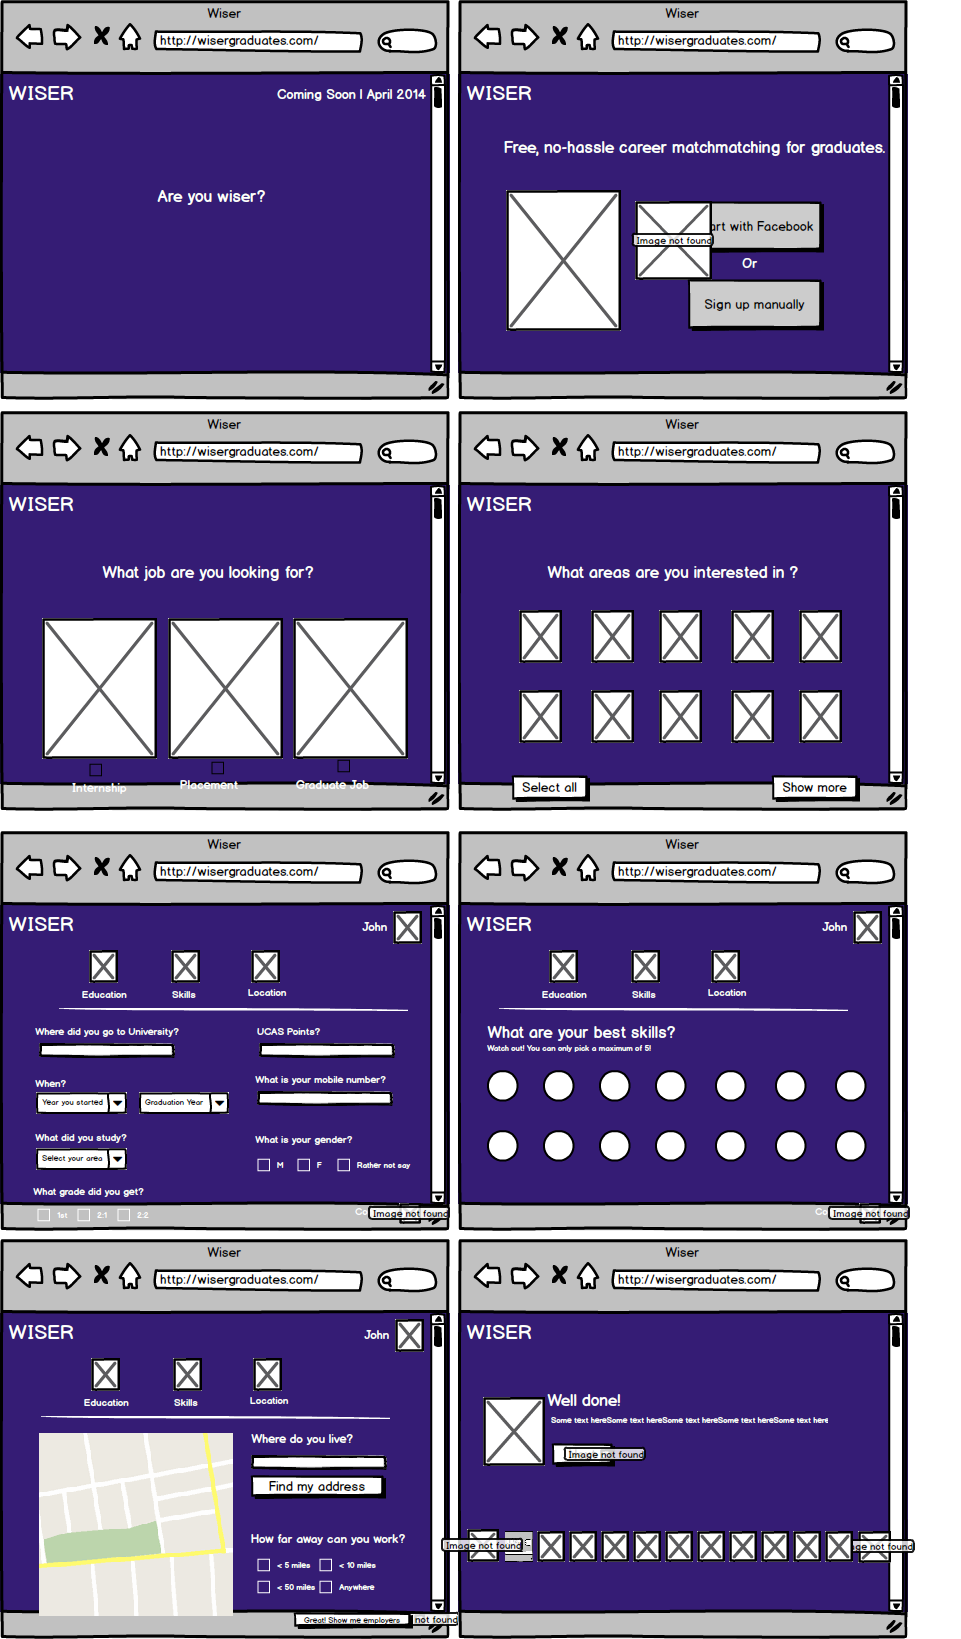 Wiser
http://wisergraduates.com/
WISER
Coming Soon | April 2014
Are you wiser?
Wiser
http://wisergraduates.com/
WISER
Free, no-hassle career matchmatching for graduates.
Image not found
art with Facebook
Or
Sign up manually
Wiser
http://wisergraduates.com/
WISER
What job are you looking for?
Internship
Placement
Graduate Job
Wiser
http://wisergraduates.com/
WISER
What areas are you interested in ?
Select all
Show more
Wiser
http://wisergraduates.com/
WISER
John
Education
Skills
Location
Where did you go to University?
UCAS Points?
When?
What is your mobile number?
Year you started
Graduation Year
What did you study?
What is your gender?
Select your area
M
F
Rather not say
What grade did you get?
1st
2:1
2:2
Co
Image not found
Wiser
http://wisergraduates.com/
WISER
John
Education
Skills
Location
What are your best skills?
Watch out! You can only pick a maximum of 5!
Co
Image not found
Wiser
http://wisergraduates.com/
WISER
John
Education
Skills
Location
Where do you live?
Find my address
How far away can you work?
< 5 miles
< 10 miles
< 50 miles
Anywhere
Great! Show me employers
not found
Wiser
http://wisergraduates.com/
WISER
Well done!
Some text hereSome text hereSome text hereSome text hereSome text here
Image not found
Image not found
age not found